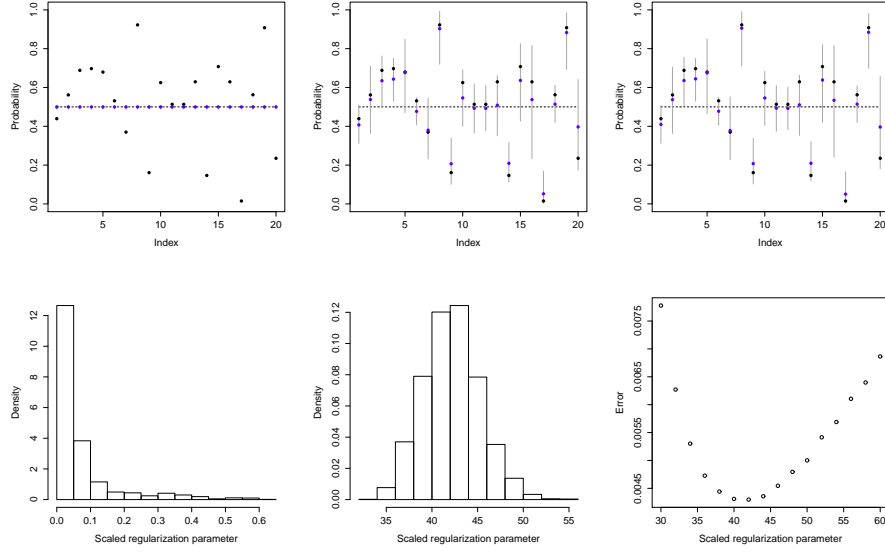 1.0
0.8
0.6
0.4
0.2
0.0
Probability
5 10 15 20
Index
1.0
0.8
0.6
0.4
0.2
0.0
Probability
5 10 15 20
Index
1.0
0.8
0.6
0.4
0.2
0.0
Probability
5 10 15 20
Index
12
10
8
6
4
2
0
Density
0.0 0.1 0.2 0.3 0.4 0.5 0.6
Scaled regularization parameter
0.12
0.08
0.04
0.00
Density
35 40 45 50 55
Scaled regularization parameter
0.0075
0.0065
0.0055
0.0045
Error
30 35 40 45 50 55 60
Scaled regularization parameter